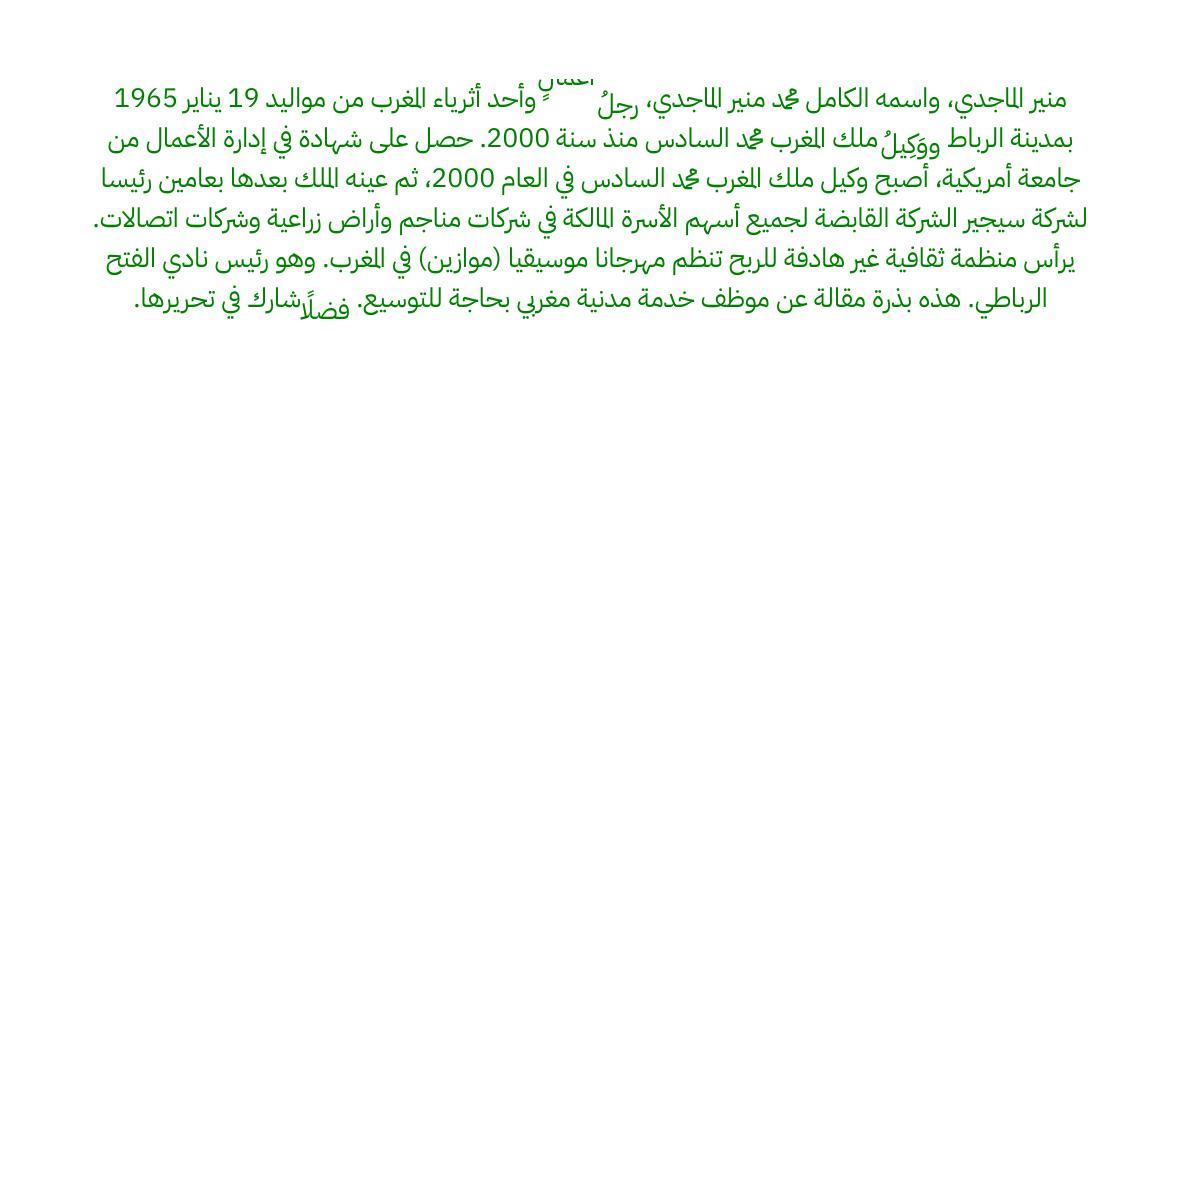 منير الماجدي، واسمه الكامل محمد منير الماجدي، رجلُ وأحد أثرياء المغرب من مواليد 19 يناير 1965
بمدينة الرباط ووَكِيلُ ملك المغرب محمد السادس منذ سنة 2000. حصل على شهادة في إدارة الأعمال من
جامعة أمريكية، أصبح وكيل ملك المغرب محمد السادس في العام 2000، ثم عينه الملك بعدها بعامين رئيسا
لشركة سيجير الشركة القابضة لجميع أسهم الأسرة المالكة في شركات مناجم وأراض زراعية وشركات اتصالات.
يرأس منظمة ثقافية غير هادفة للربح تنظم مهرجانا موسيقيا (موازين) في المغرب. وهو رئيس نادي الفتح
الرباطي. هذه بذرة مقالة عن موظف خدمة مدنية مغربي بحاجة للتوسيع. فضلًا شارك في تحريرها.